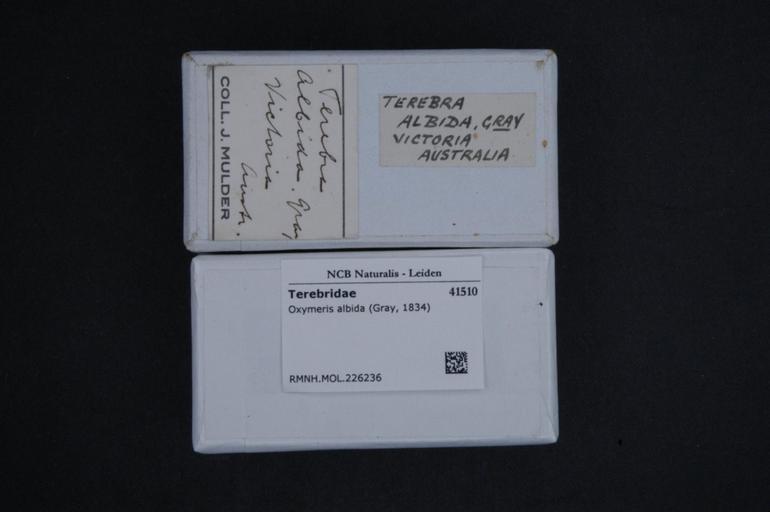 Terebra
Albida. Gray
Victoria
Austr.
COLL. J. MULDER
TEREBRA
ALBIDA, GRAY
VICTORIA
AUSTRALIA
NCB Naturalis - Leiden
Terebridae 41510
Oxymeris albida (Gray, 1834)
RMNH.MOL.226236